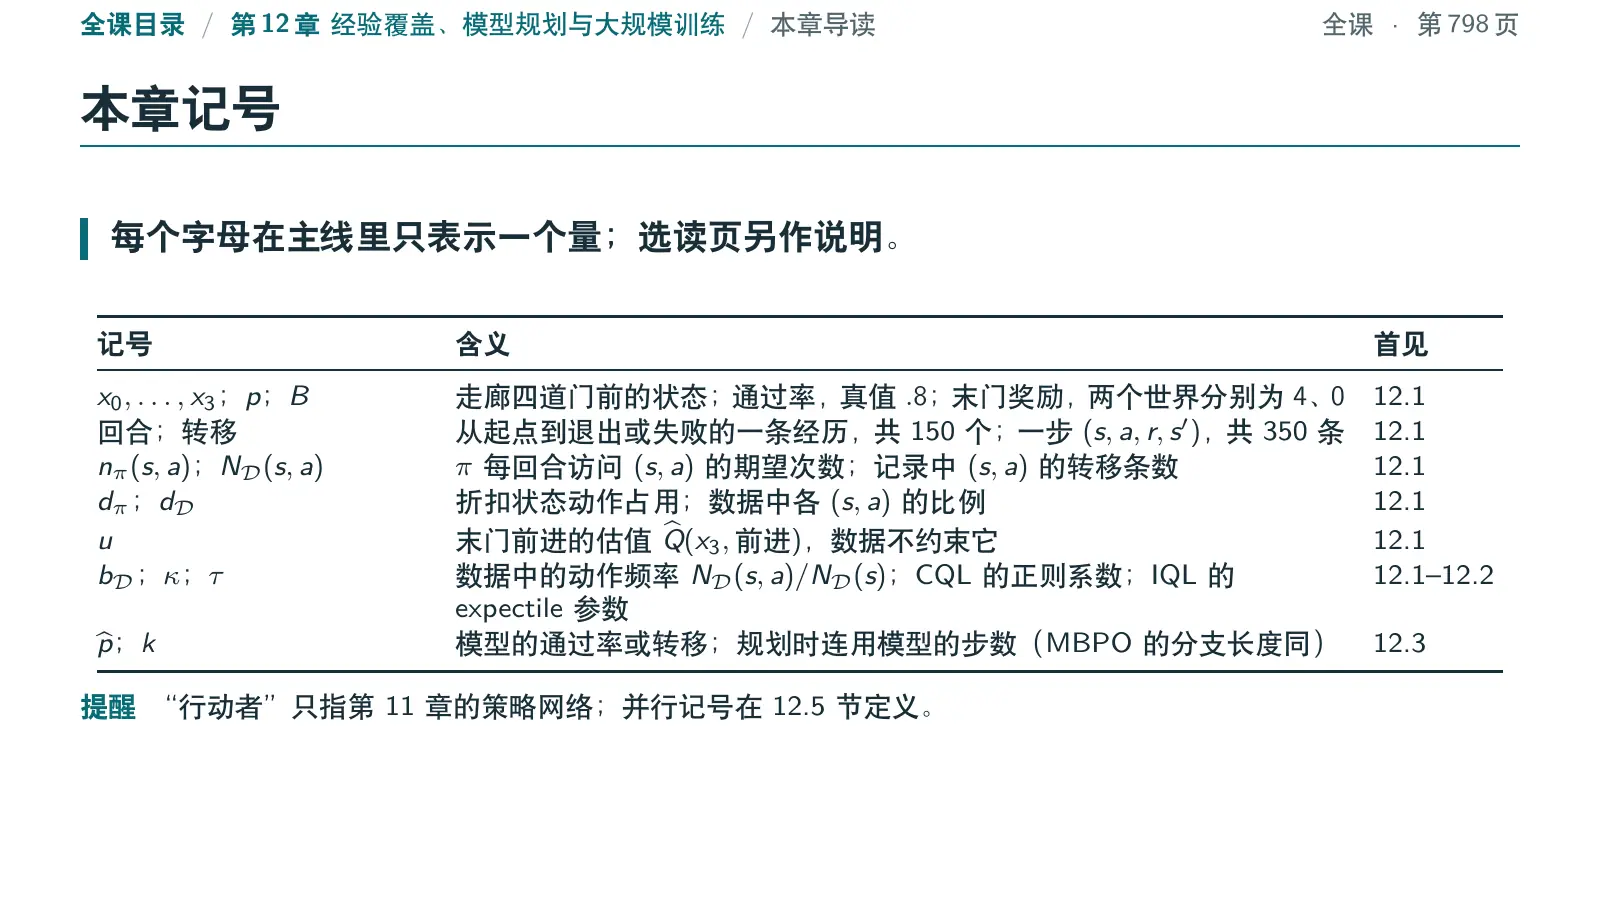 全课目录 / 第 12 章 经验覆盖、模型规划与大规模训练 / 本章导读 全课 · 第 798 页
本章记号
每个字母在主线里只表示一个量；选读页另作说明。
记号 含义 首见
x₀, . . . , x₃；p；B 走廊四道门前的状态；通过率，真值 .8；末门奖励，两个世界分别为 4、0 12.1
回合；转移 从起点到退出或失败的一条经历，共 150 个；一步 (s, a, r, s′)，共 350 条 12.1
n_π(s, a)；N_𝒟(s, a) π 每回合访问 (s, a) 的期望次数；记录中 (s, a) 的转移条数 12.1
d_π；d_𝒟 折扣状态动作占用；数据中各 (s, a) 的比例 12.1
u 末门前进的估值 Q̂(x₃, 前进)，数据不约束它 12.1
b_𝒟；κ；τ 数据中的动作频率 N_𝒟(s, a)/N_𝒟(s)；CQL 的正则系数；IQL 的 12.1–12.2
expectile 参数
p̂；k 模型的通过率或转移；规划时连用模型的步数（MBPO 的分支长度同） 12.3
提醒 “行动者” 只指第 11 章的策略网络；并行记号在 12.5 节定义。